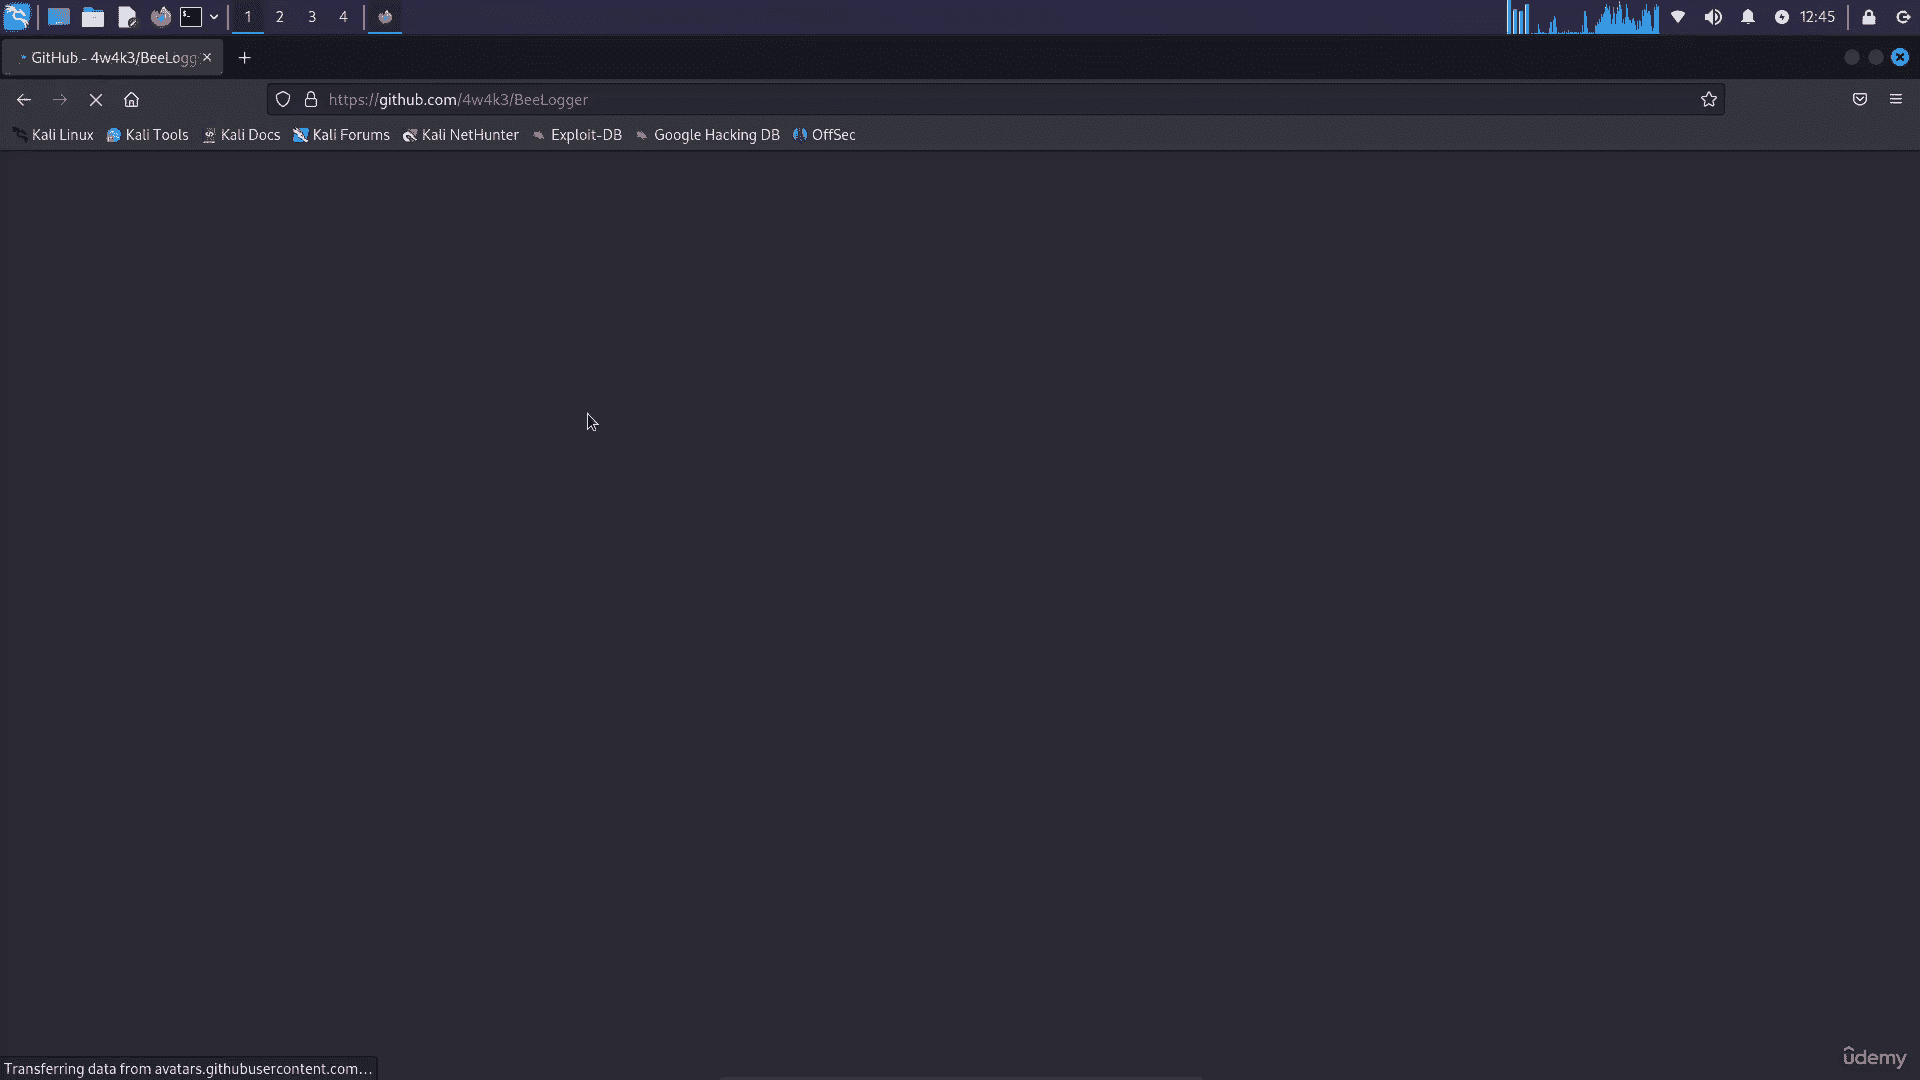 1 2 3 4 12:45
GitHub - 4w4k3/BeeLogg
https://github.com/4w4k3/BeeLogger
Kali Linux Kali Tools Kali Docs Kali Forums Kali NetHunter Exploit-DB Google Hacking DB OffSec
Transferring data from avatars.githubusercontent.com…
ûdemy